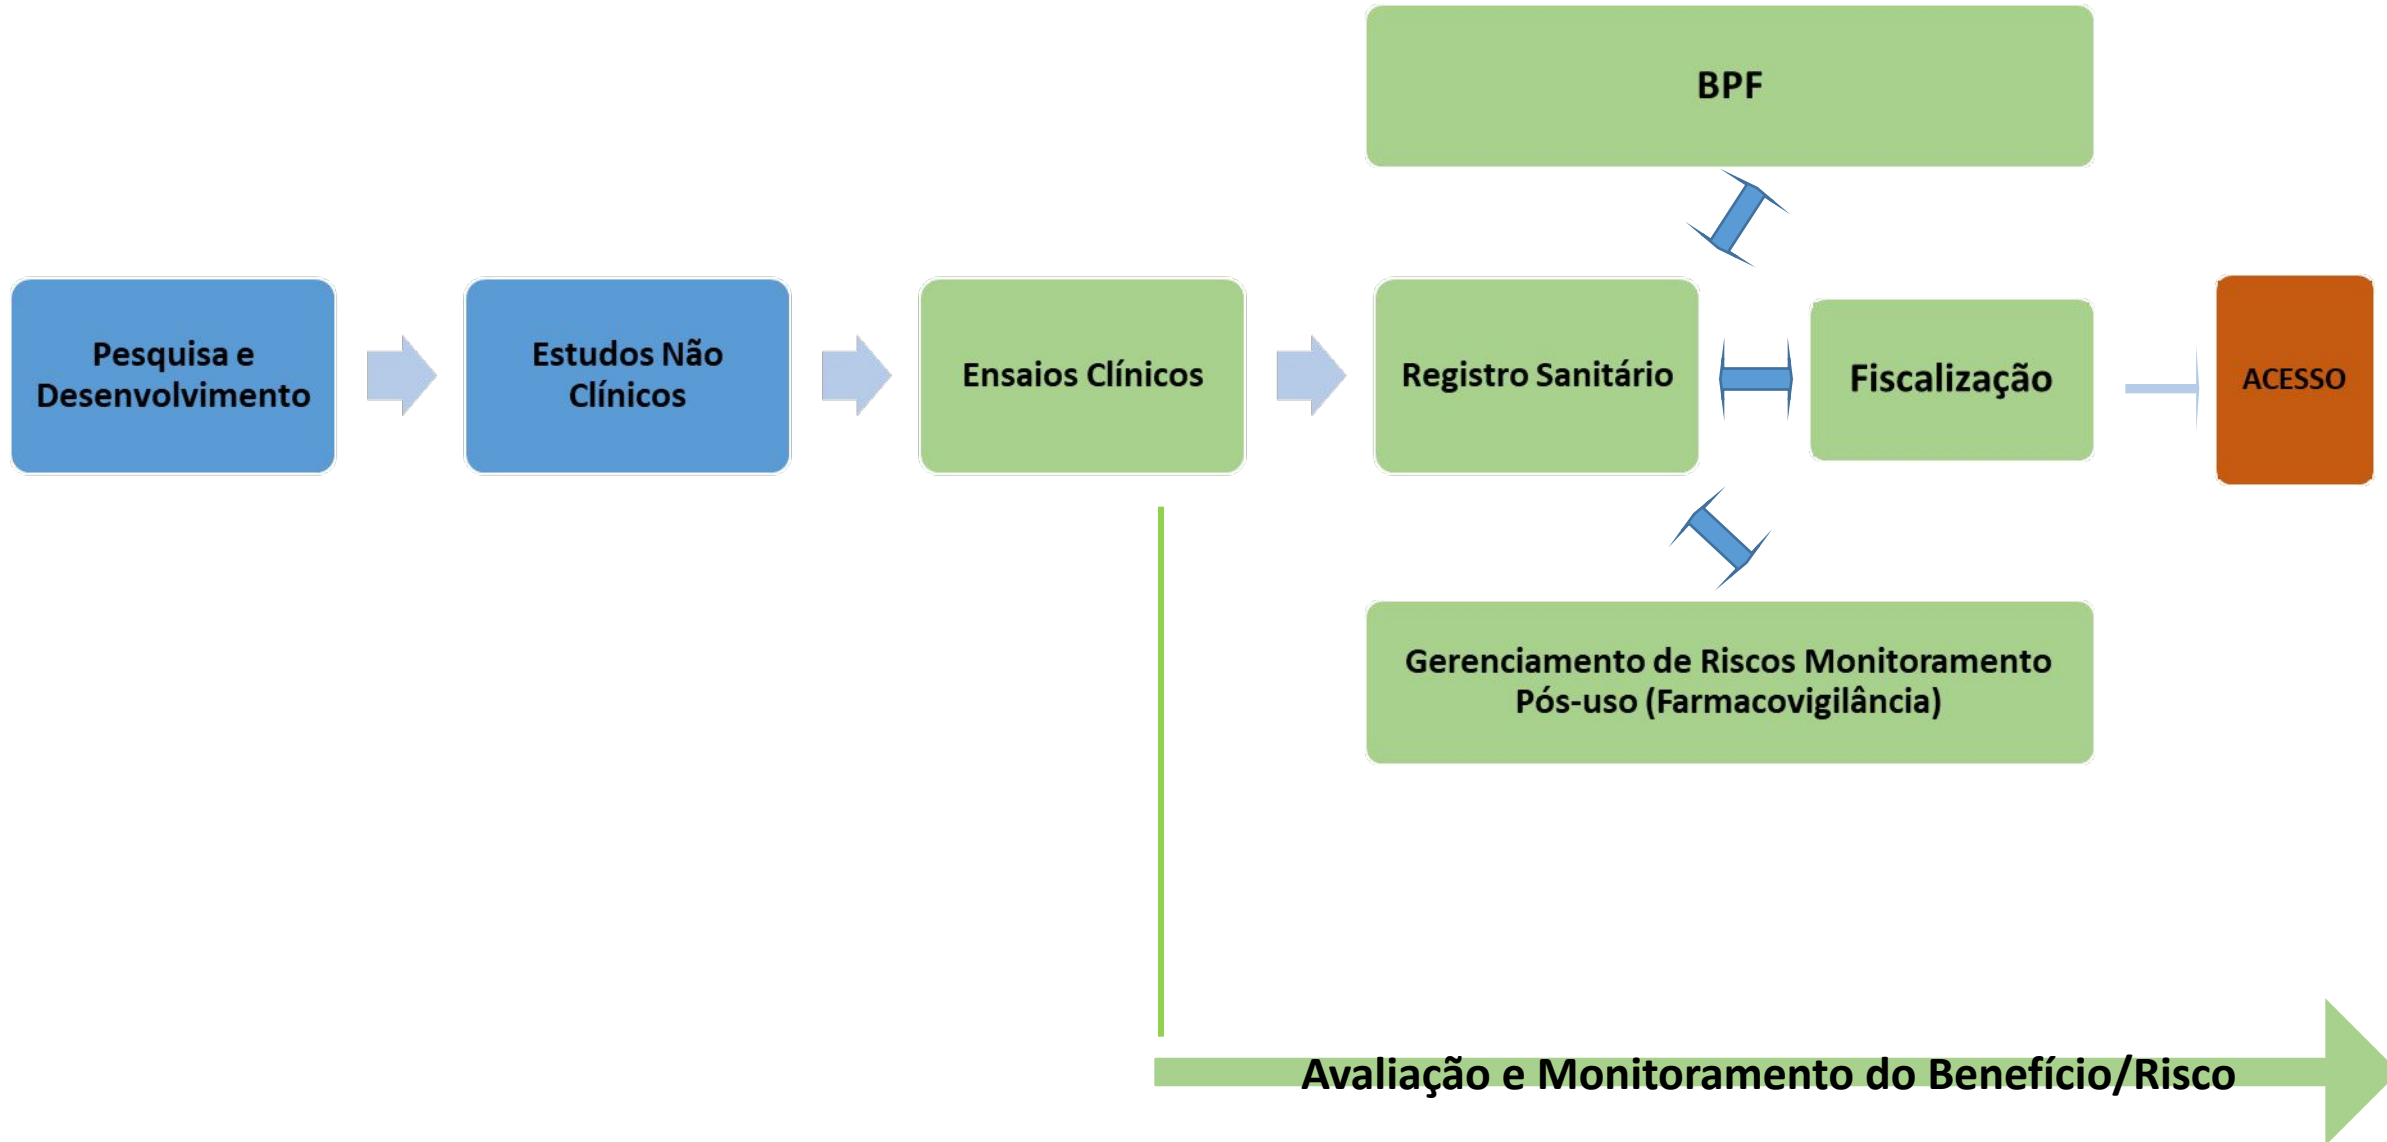 BPF
Pesquisa e
Desenvolvimento
Estudos Não
Clínicos
Ensaios Clínicos
Registro Sanitário
Fiscalização
ACESSO
Gerenciamento de Riscos Monitoramento
Pós-uso (Farmacovigilância)
Avaliação e Monitoramento do Benefício/Risco